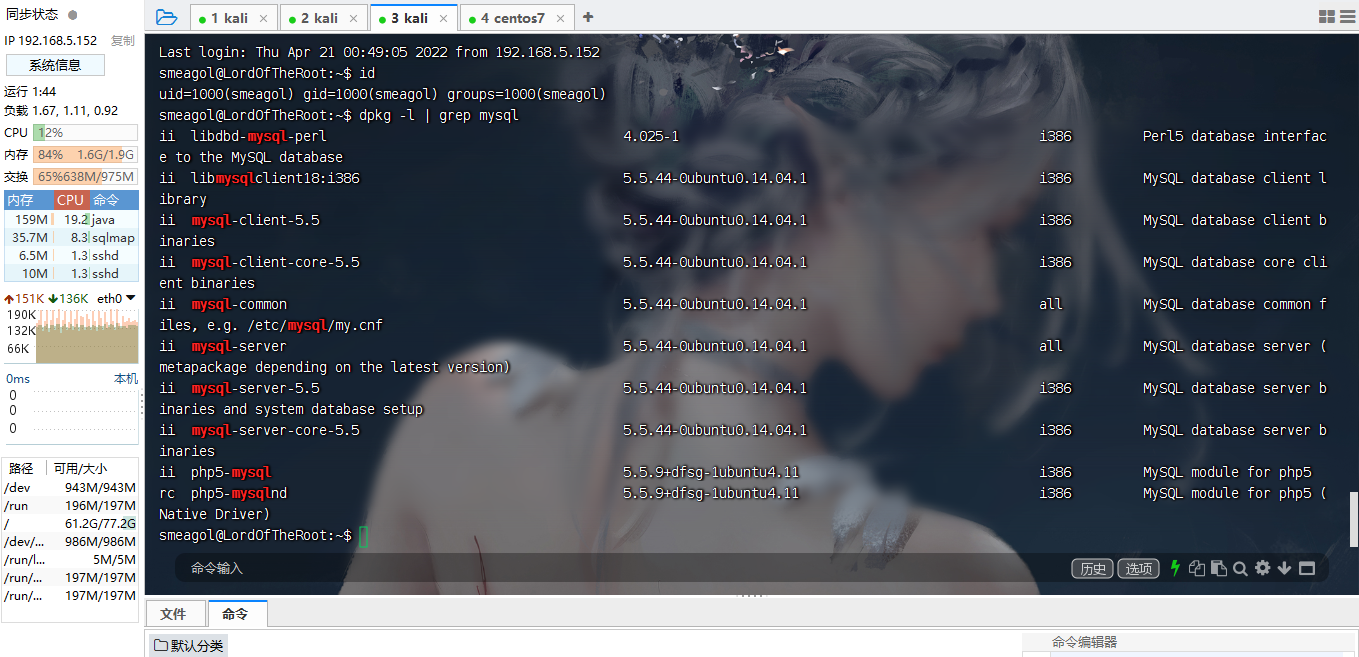 同步状态
IP 192.168.5.152 复制
系统信息
运行 1:44
负载 1.67, 1.11, 0.92
CPU 12%
内存 84% 1.6G/1.9G
交换 65% 638M/975M
内存 CPU 命令
159M 19.2 java
35.7M 8.3 sqlmap
6.5M 1.3 sshd
10M 1.3 sshd
151K 136K eth0
190K
132K
66K
0ms 本机
0
0
0
路径 可用/大小
/dev 943M/943M
/run 196M/197M
/ 61.2G/77.2G
/dev/... 986M/986M
/run/l... 5M/5M
/run/... 197M/197M
/run/... 197M/197M
1 kali × 2 kali × 3 kali × 4 centos7 × +
Last login: Thu Apr 21 00:49:05 2022 from 192.168.5.152
smeagol@LordOfTheRoot:~$ id
uid=1000(smeagol) gid=1000(smeagol) groups=1000(smeagol)
smeagol@LordOfTheRoot:~$ dpkg -l | grep mysql
ii libdbd-mysql-perl 4.025-1 i386 Perl5 database interfac
e to the MySQL database
ii libmysqlclient18:i386 5.5.44-0ubuntu0.14.04.1 i386 MySQL database client l
ibrary
ii mysql-client-5.5 5.5.44-0ubuntu0.14.04.1 i386 MySQL database client b
inaries
ii mysql-client-core-5.5 5.5.44-0ubuntu0.14.04.1 i386 MySQL database core cli
ent binaries
ii mysql-common 5.5.44-0ubuntu0.14.04.1 all MySQL database common f
iles, e.g. /etc/mysql/my.cnf
ii mysql-server 5.5.44-0ubuntu0.14.04.1 all MySQL database server (
metapackage depending on the latest version)
ii mysql-server-5.5 5.5.44-0ubuntu0.14.04.1 i386 MySQL database server b
inaries and system database setup
ii mysql-server-core-5.5 5.5.44-0ubuntu0.14.04.1 i386 MySQL database server b
inaries
ii php5-mysql 5.5.9+dfsg-1ubuntu4.11 i386 MySQL module for php5
rc php5-mysqlnd 5.5.9+dfsg-1ubuntu4.11 i386 MySQL module for php5 (
Native Driver)
smeagol@LordOfTheRoot:~$
命令输入 历史 选项
文件 命令
默认分类
命令编辑器